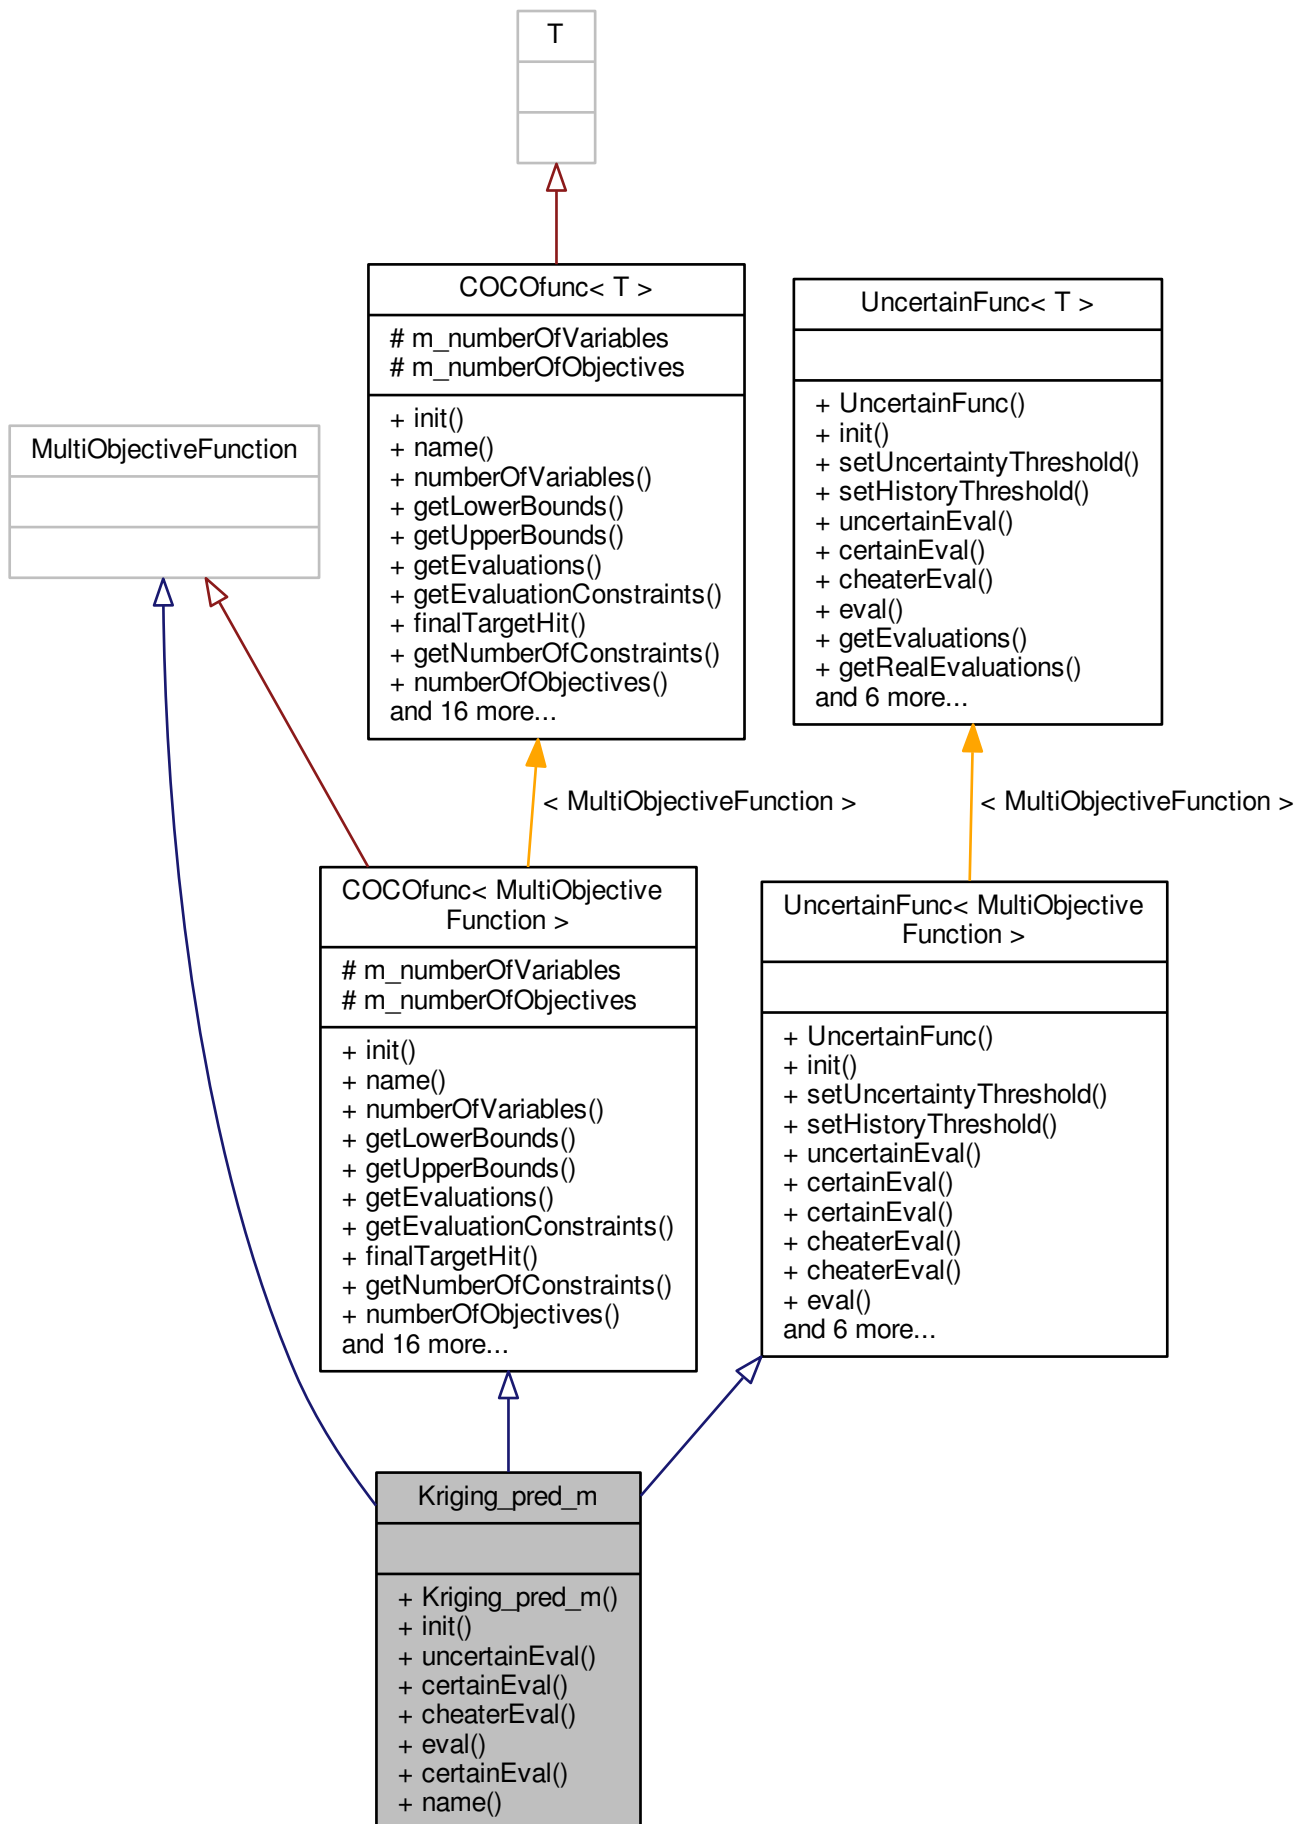 T
COCOfunc< T >
# m_numberOfVariables
# m_numberOfObjectives
+ init()
+ name()
+ numberOfVariables()
+ getLowerBounds()
+ getUpperBounds()
+ getEvaluations()
+ getEvaluationConstraints()
+ finalTargetHit()
+ getNumberOfConstraints()
+ numberOfObjectives()
and 16 more...
UncertainFunc< T >
+ UncertainFunc()
+ init()
+ setUncertaintyThreshold()
+ setHistoryThreshold()
+ uncertainEval()
+ certainEval()
+ cheaterEval()
+ eval()
+ getEvaluations()
+ getRealEvaluations()
and 6 more...
MultiObjectiveFunction
< MultiObjectiveFunction >
< MultiObjectiveFunction >
COCOfunc< MultiObjective
Function >
# m_numberOfVariables
# m_numberOfObjectives
+ init()
+ name()
+ numberOfVariables()
+ getLowerBounds()
+ getUpperBounds()
+ getEvaluations()
+ getEvaluationConstraints()
+ finalTargetHit()
+ getNumberOfConstraints()
+ numberOfObjectives()
and 16 more...
UncertainFunc< MultiObjective
Function >
+ UncertainFunc()
+ init()
+ setUncertaintyThreshold()
+ setHistoryThreshold()
+ uncertainEval()
+ certainEval()
+ certainEval()
+ cheaterEval()
+ cheaterEval()
+ eval()
and 6 more...
Kriging_pred_m
+ Kriging_pred_m()
+ init()
+ uncertainEval()
+ certainEval()
+ cheaterEval()
+ eval()
+ certainEval()
+ name()